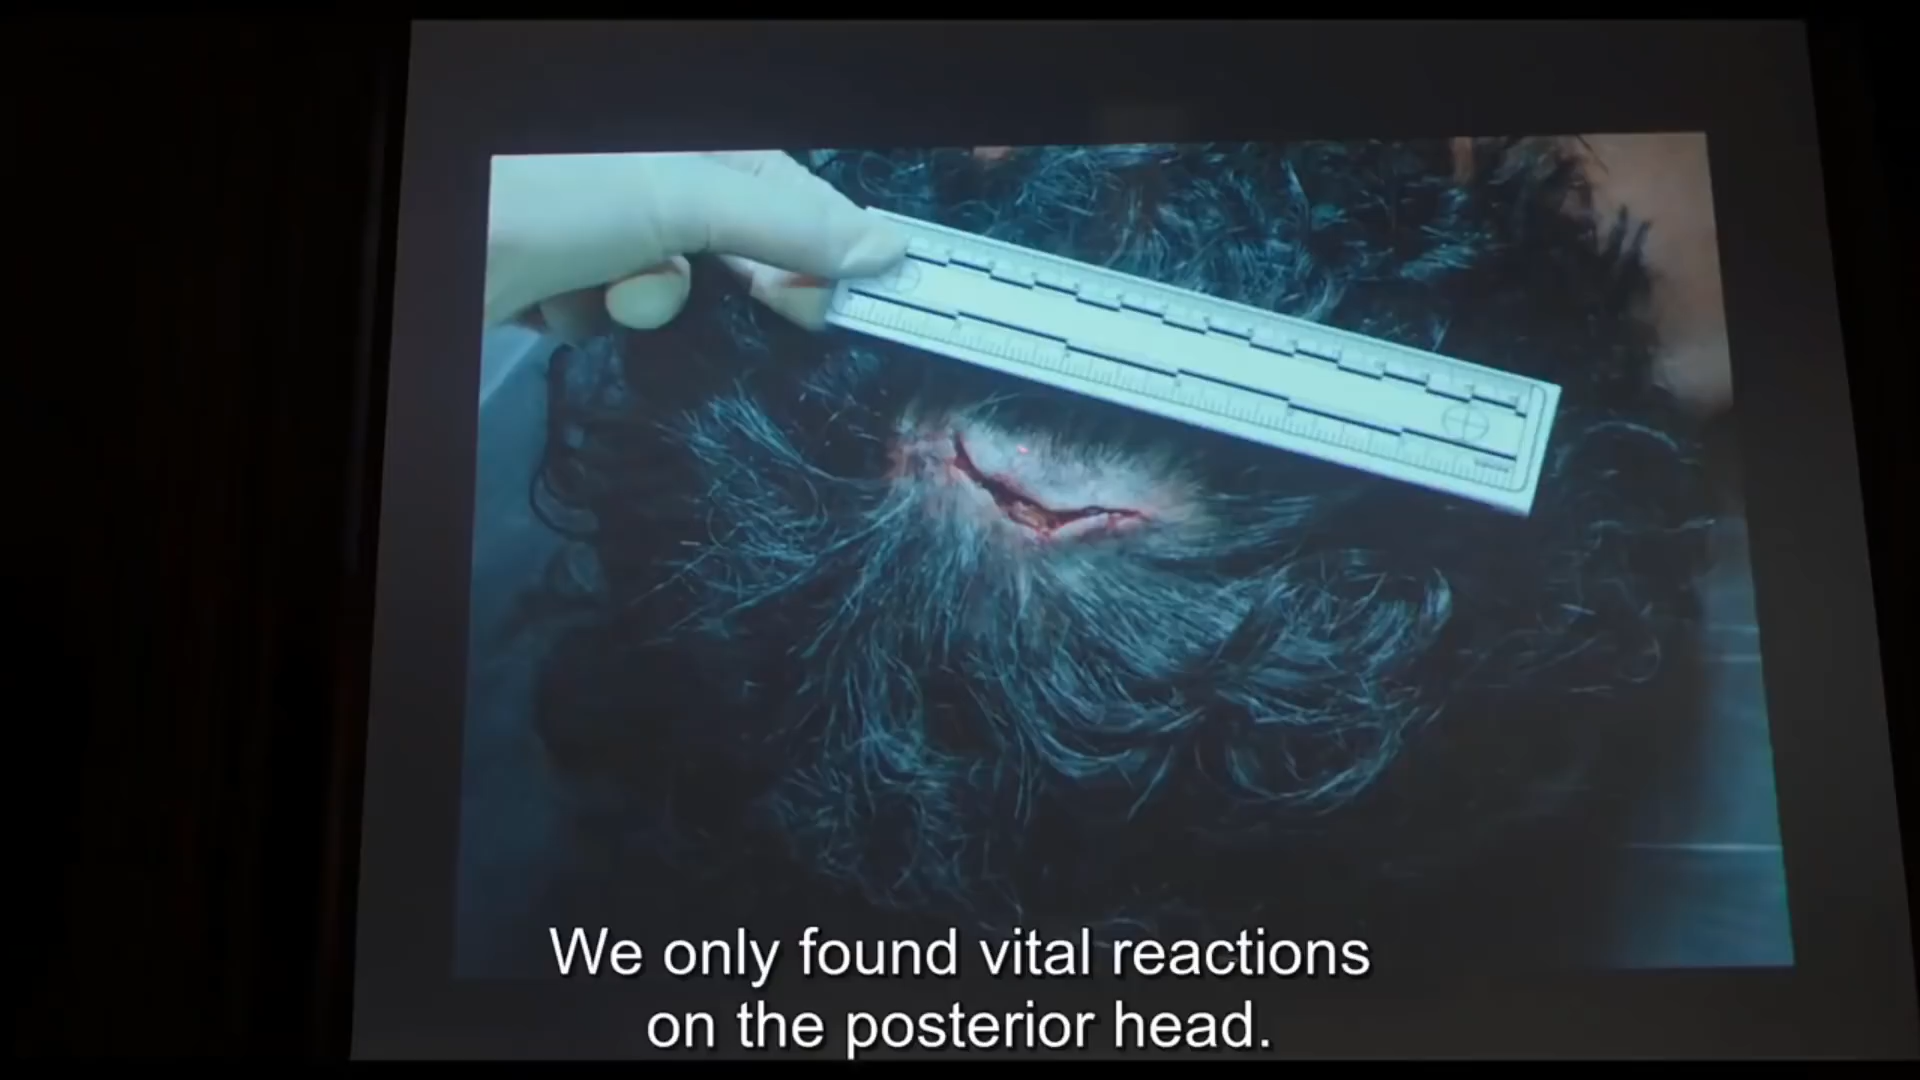 We only found vital reactions
on the posterior head.